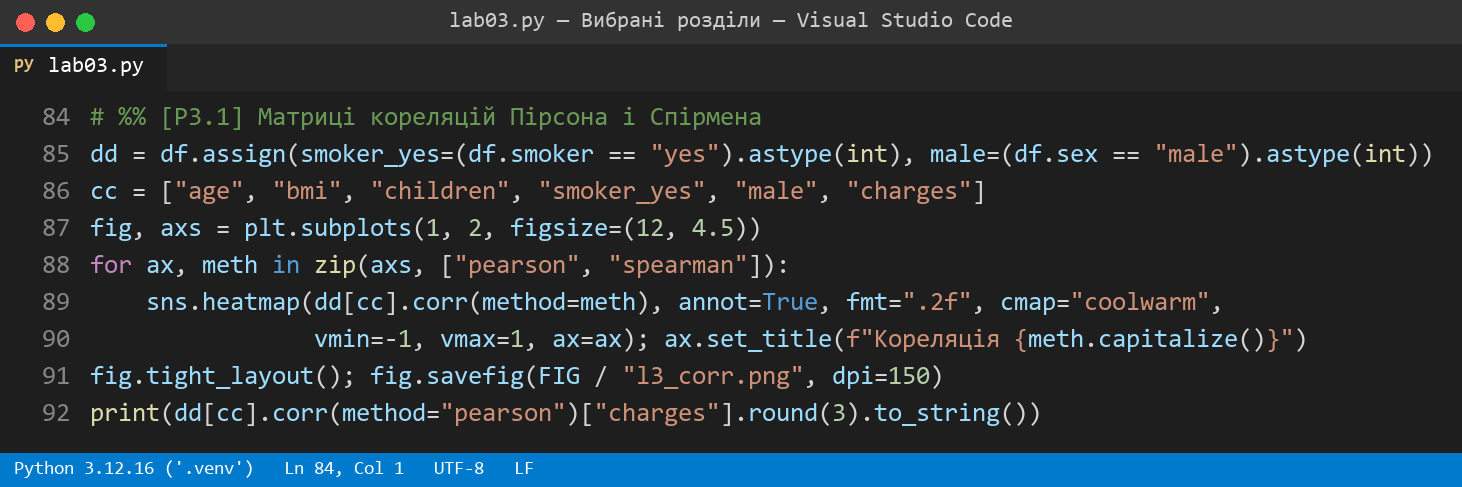 lab03.py — Вибрані розділи — Visual Studio Code
py lab03.py
84 # %% [P3.1] Матриці кореляцій Пірсона і Спірмена
85 dd = df.assign(smoker_yes=(df.smoker == "yes").astype(int), male=(df.sex == "male").astype(int))
86 cc = ["age", "bmi", "children", "smoker_yes", "male", "charges"]
87 fig, axs = plt.subplots(1, 2, figsize=(12, 4.5))
88 for ax, meth in zip(axs, ["pearson", "spearman"]):
89     sns.heatmap(dd[cc].corr(method=meth), annot=True, fmt=".2f", cmap="coolwarm",
90                 vmin=-1, vmax=1, ax=ax); ax.set_title(f"Кореляція {meth.capitalize()}")
91 fig.tight_layout(); fig.savefig(FIG / "l3_corr.png", dpi=150)
92 print(dd[cc].corr(method="pearson")["charges"].round(3).to_string())
Python 3.12.16 ('.venv') Ln 84, Col 1 UTF-8 LF